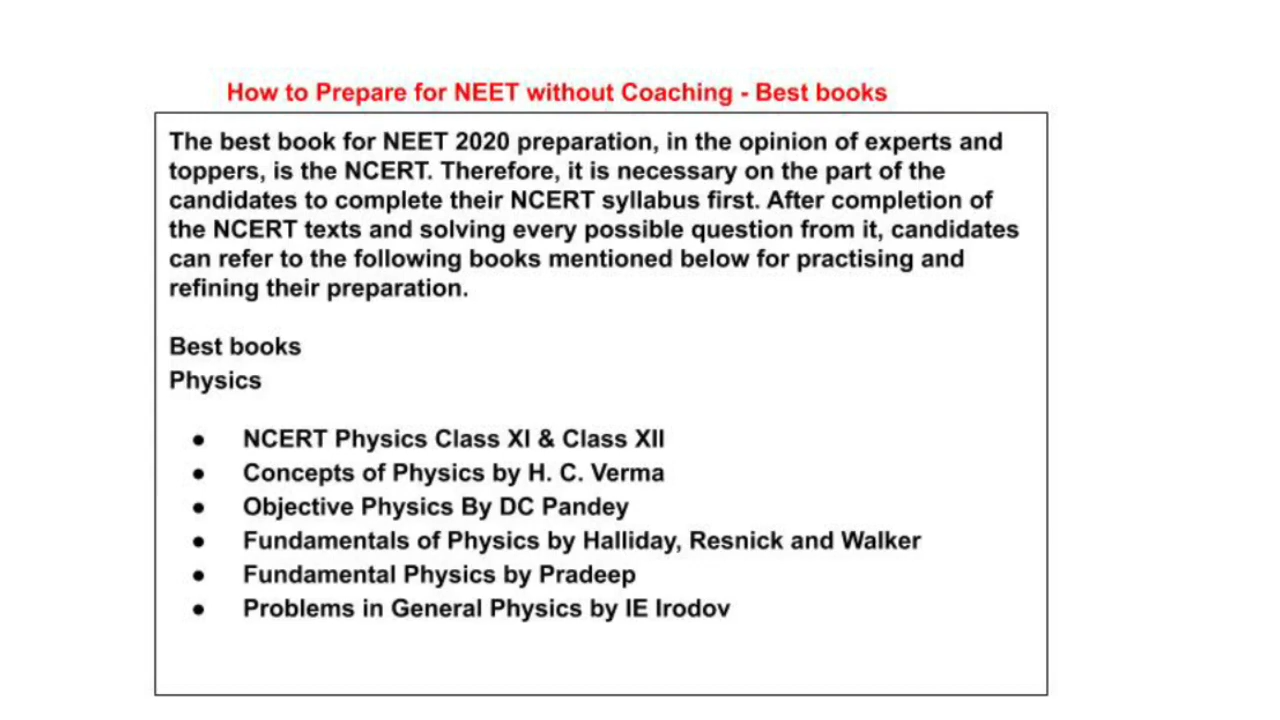 How to Prepare for NEET without Coaching - Best books
The best book for NEET 2020 preparation, in the opinion of experts and
toppers, is the NCERT. Therefore, it is necessary on the part of the
candidates to complete their NCERT syllabus first. After completion of
the NCERT texts and solving every possible question from it, candidates
can refer to the following books mentioned below for practising and
refining their preparation.
Best books
Physics
● NCERT Physics Class XI & Class XII
● Concepts of Physics by H. C. Verma
● Objective Physics By DC Pandey
● Fundamentals of Physics by Halliday, Resnick and Walker
● Fundamental Physics by Pradeep
● Problems in General Physics by IE Irodov